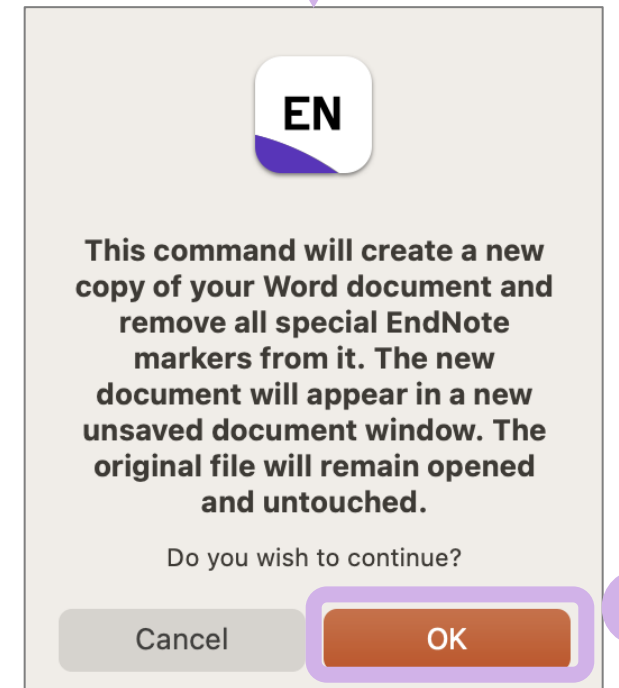 EN
This command will create a new
copy of your Word document and
remove all special EndNote
markers from it. The new
document will appear in a new
unsaved document window. The
original file will remain opened
and untouched.
Do you wish to continue?
Cancel
OK